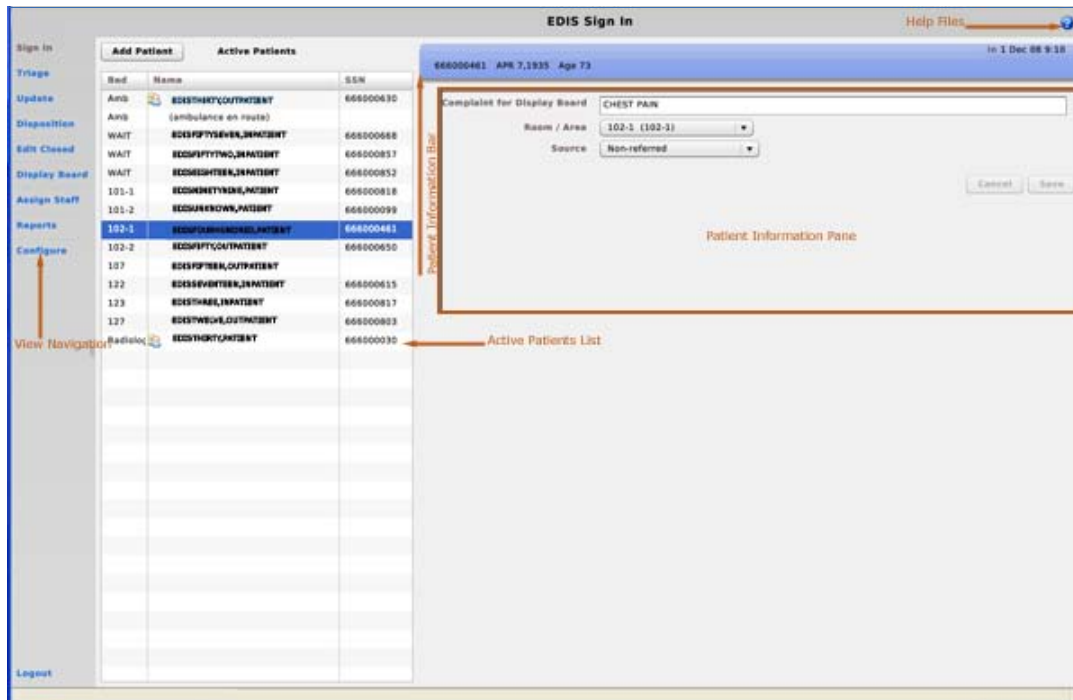 EDIS Sign In
Help Files
Sign In
Triage
Update
Disposition
Edit Closed
Display Board
Assign Staff
Reports
Configure
View Navigation
Logout
Add Patient
Active Patients
Bed Name SSN
Amb EDISTHIRTY,OUTPATIENT 666000630
Amb (ambulance en route)
WAIT EDISFIFTYSEVEN,INPATIENT 666000668
WAIT EDISFIFTYTWO,INPATIENT 666000857
WAIT EDISEIGHTEEN,INPATIENT 666000852
101-1 EDISNINETYNINE,PATIENT 666000818
101-2 EDISUNKNOWN,PATIENT 666000099
102-1 EDISFOURHUNDRED,PATIENT 666000461
102-2 EDISFIFTY,OUTPATIENT 666000650
107 EDISFIFTEEN,OUTPATIENT
122 EDISSEVENTEEN,INPATIENT 666000615
123 EDISTHREE,INPATIENT 666000817
127 EDISTWELVE,OUTPATIENT 666000803
Radiolog EDISTHIRTY,PATIENT 666000030
Active Patients List
In 1 Dec 08 9:18
666000461 APR 7,1935 Age 73
Patient Information Bar
Complaint for Display Board CHEST PAIN
Room / Area 102-1 (102-1)
Source Non-referred
Cancel Save
Patient Information Pane